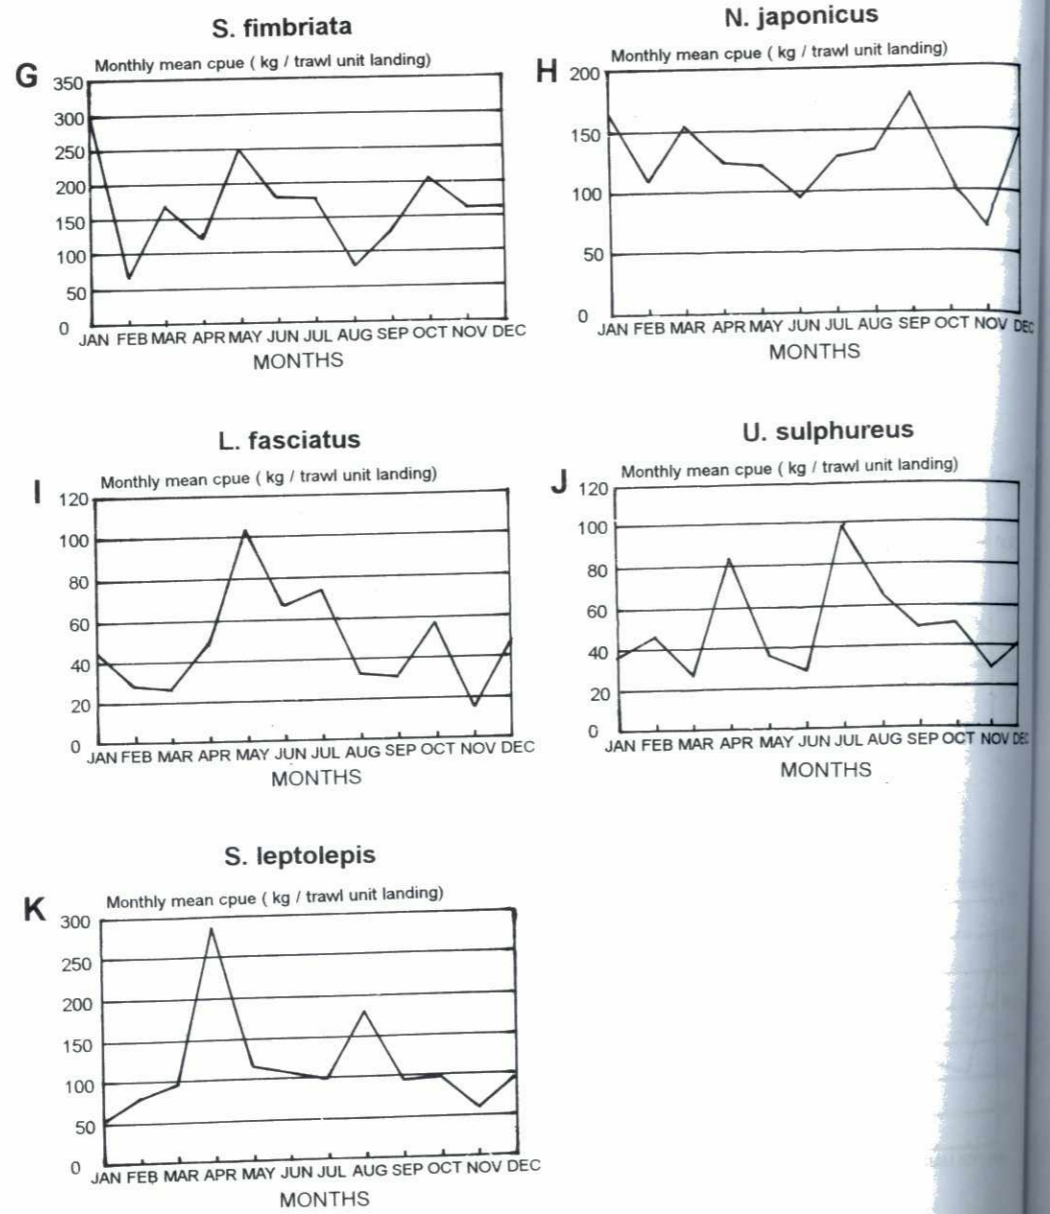 S. fimbriata
G
Monthly mean cpue ( kg / trawl unit landing)
350
300
250
200
150
100
50
0
JAN FEB MAR APR MAY JUN JUL AUG SEP OCT NOV DEC
MONTHS
N. japonicus
H
Monthly mean cpue ( kg / trawl unit landing)
200
150
100
50
0
JAN FEB MAR APR MAY JUN JUL AUG SEP OCT NOV DEC
MONTHS
L. fasciatus
I
Monthly mean cpue ( kg / trawl unit landing)
120
100
80
60
40
20
0
JAN FEB MAR APR MAY JUN JUL AUG SEP OCT NOV DEC
MONTHS
U. sulphureus
J
Monthly mean cpue ( kg / trawl unit landing)
120
100
80
60
40
20
0
JAN FEB MAR APR MAY JUN JUL AUG SEP OCT NOV DEC
MONTHS
S. leptolepis
K
Monthly mean cpue ( kg / trawl unit landing)
300
250
200
150
100
50
0
JAN FEB MAR APR MAY JUN JUL AUG SEP OCT NOV DEC
MONTHS